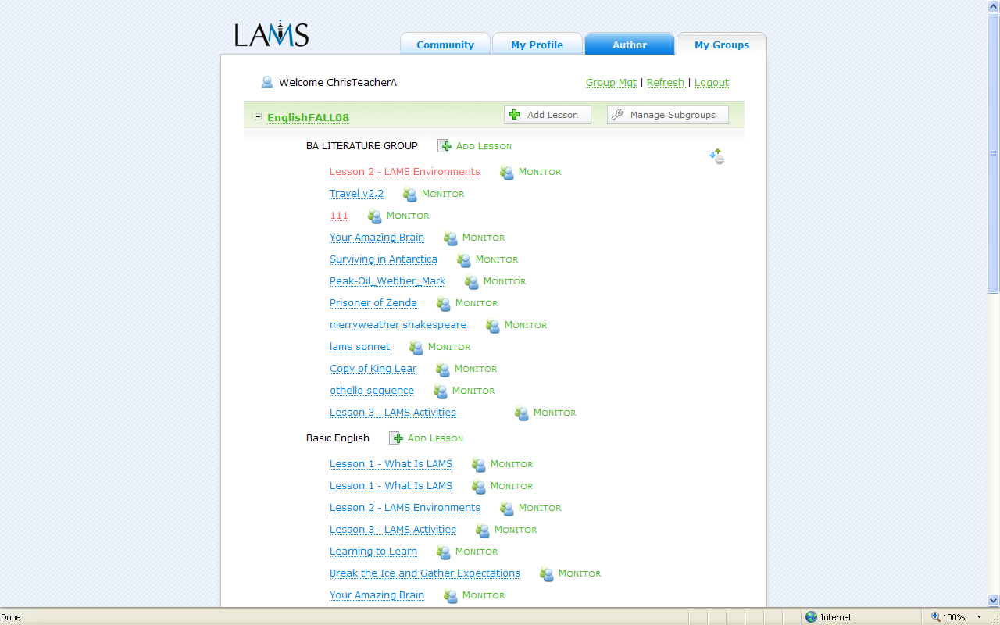 LAMS
Community My Profile Author My Groups
Welcome ChrisTeacherA Group Mgt | Refresh | Logout
EnglishFALL08 Add Lesson Manage Subgroups
BA LITERATURE GROUP ADD LESSON
Lesson 2 - LAMS Environments MONITOR
Travel v2.2 MONITOR
111 MONITOR
Your Amazing Brain MONITOR
Surviving in Antarctica MONITOR
Peak-Oil_Webber_Mark MONITOR
Prisoner of Zenda MONITOR
merryweather shakespeare MONITOR
lams sonnet MONITOR
Copy of King Lear MONITOR
othello sequence MONITOR
Lesson 3 - LAMS Activities MONITOR
Basic English ADD LESSON
Lesson 1 - What Is LAMS MONITOR
Lesson 1 - What Is LAMS MONITOR
Lesson 2 - LAMS Environments MONITOR
Lesson 3 - LAMS Activities MONITOR
Learning to Learn MONITOR
Break the Ice and Gather Expectations MONITOR
Your Amazing Brain MONITOR
Done Internet 100%